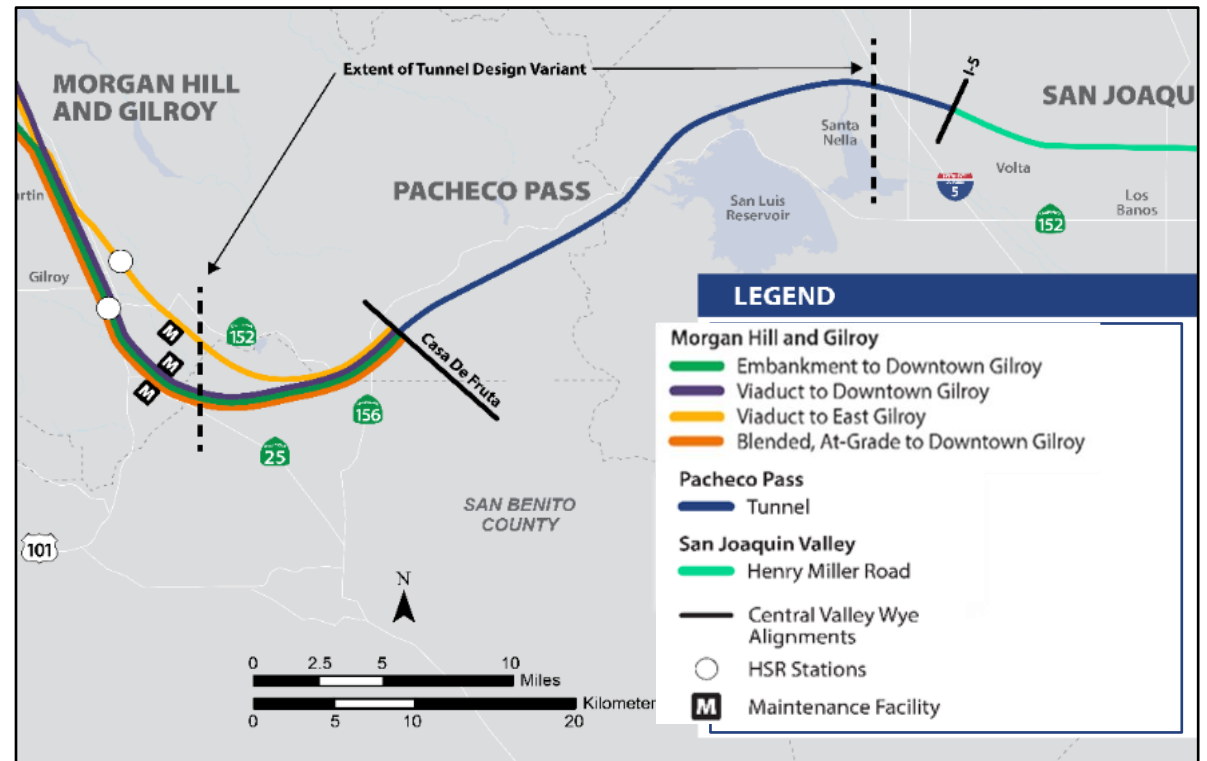 MORGAN HILL
AND GILROY
Extent of Tunnel Design Variant
I-5
SAN JOAQU
Santa
Nella
PACHECO PASS
Volta
rtin
San Luis
Reservoir
5
Los
Banos
152
Gilroy
LEGEND
M
152
M
M
Casa De Fruta
156
25
Morgan Hill and Gilroy
Embankment to Downtown Gilroy
Viaduct to Downtown Gilroy
Viaduct to East Gilroy
Blended, At-Grade to Downtown Gilroy
Pacheco Pass
Tunnel
San Joaquin Valley
Henry Miller Road
Central Valley Wye
Alignments
HSR Stations
M Maintenance Facility
SAN BENITO
COUNTY
101
N
0 2.5 5 10
Miles
Kilometer
0 5 10 20